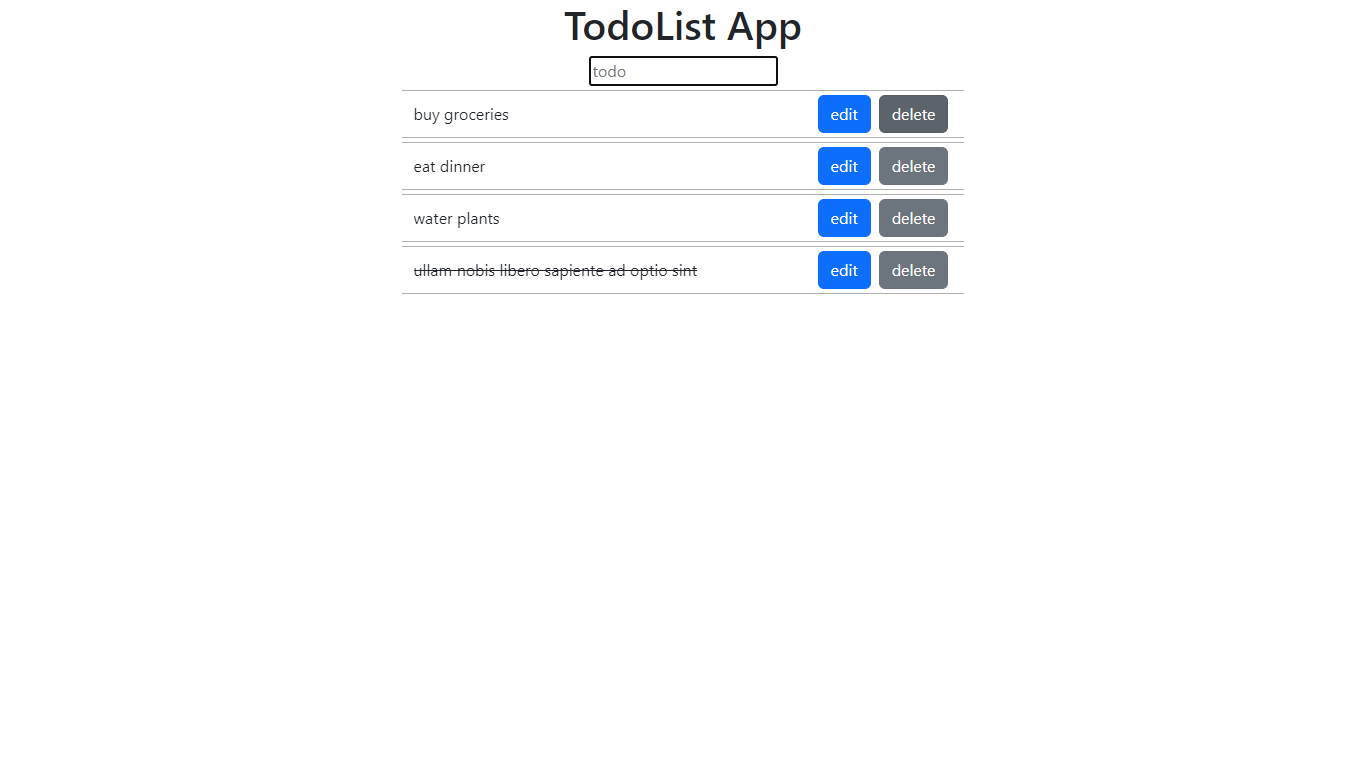 TodoList App
todo
buy groceries edit delete
eat dinner edit delete
water plants edit delete
ullam nobis libero sapiente ad optio sint edit delete